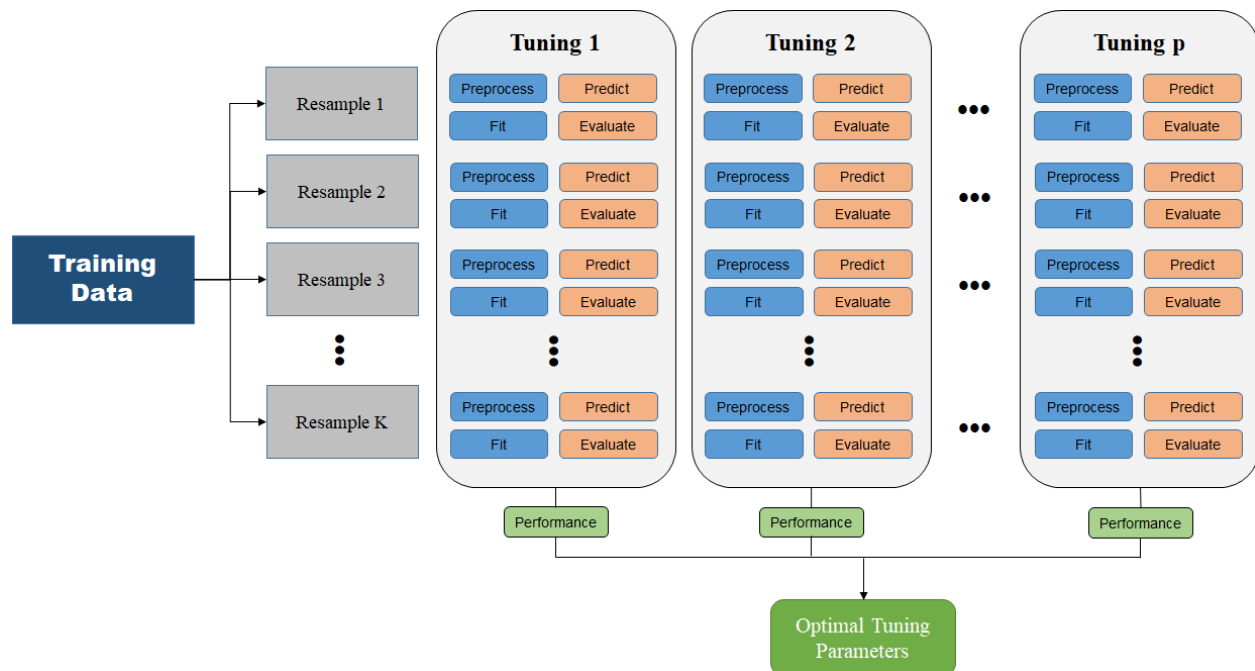 Tuning 1 Tuning 2 Tuning p
Resample 1
Preprocess Predict Preprocess Predict Preprocess Predict
Fit Evaluate Fit Evaluate Fit Evaluate
Resample 2
Preprocess Predict Preprocess Predict Preprocess Predict
Fit Evaluate Fit Evaluate Fit Evaluate
Training
Data
Resample 3
Preprocess Predict Preprocess Predict Preprocess Predict
Fit Evaluate Fit Evaluate Fit Evaluate
Resample K
Preprocess Predict Preprocess Predict Preprocess Predict
Fit Evaluate Fit Evaluate Fit Evaluate
Performance Performance Performance
Optimal Tuning
Parameters